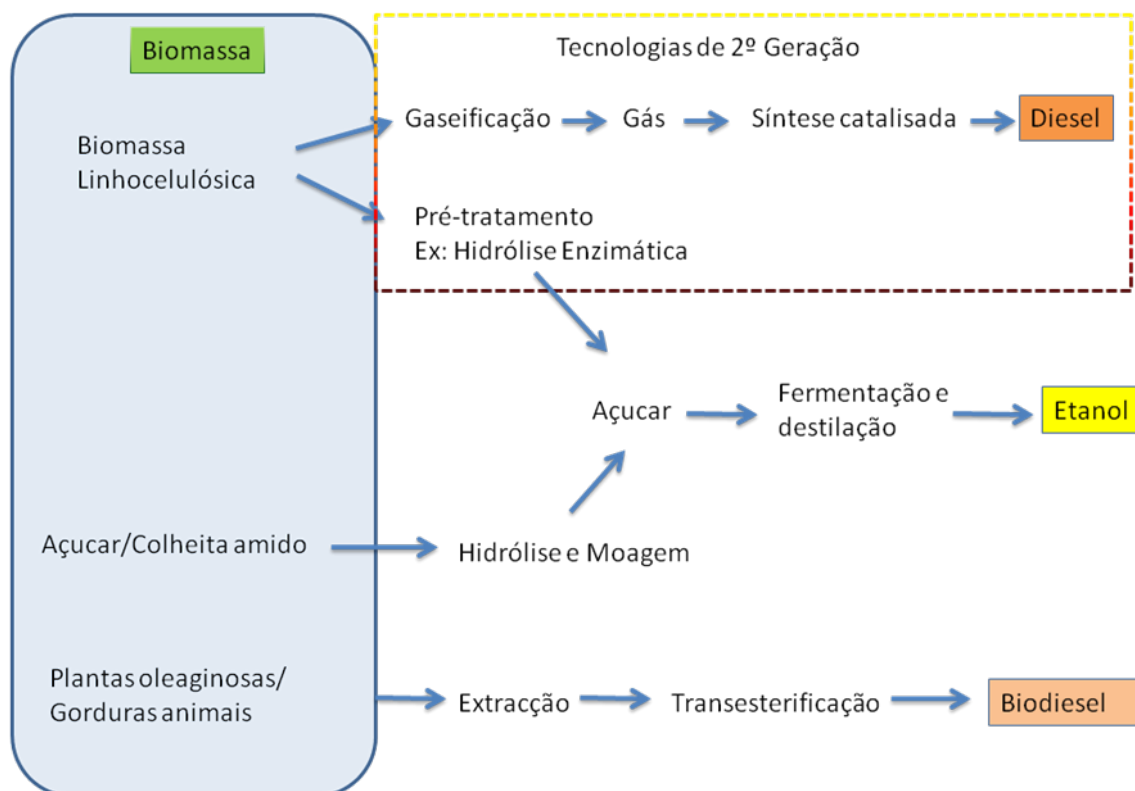 Biomassa
Tecnologias de 2º Geração
Biomassa
Linhocelulósica
Gaseificação
Gás
Síntese catalisada
Diesel
Pré-tratamento
Ex: Hidrólise Enzimática
Açucar
Fermentação e
destilação
Etanol
Açucar/Colheita amido
Hidrólise e Moagem
Plantas oleaginosas/
Gorduras animais
Extracção
Transesterificação
Biodiesel